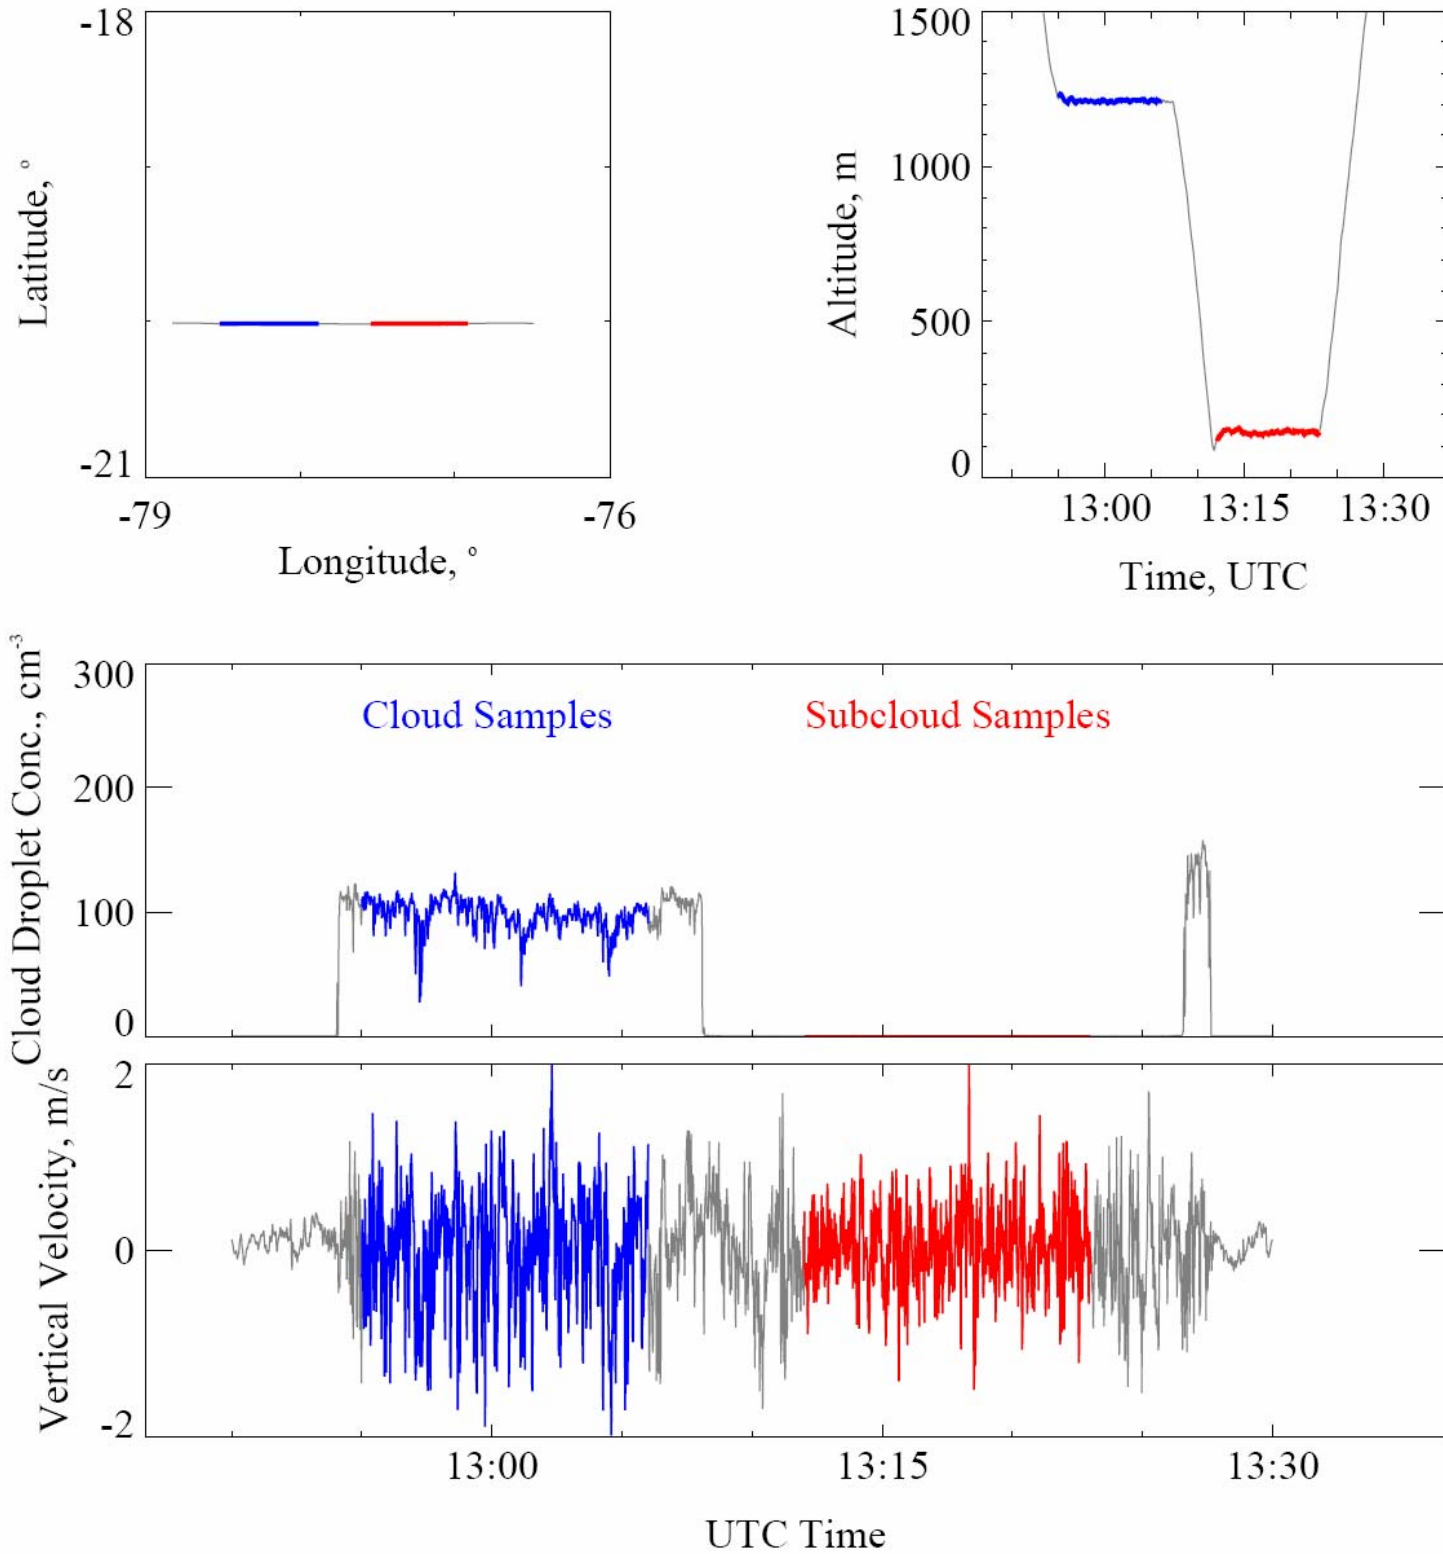 -18
Latitude, °
-21
-79
-76
Longitude, °
1500
1000
500
0
Altitude, m
13:00
13:15
13:30
Time, UTC
Cloud Droplet Conc., cm⁻³
300
200
100
0
Cloud Samples
Subcloud Samples
Vertical Velocity, m/s
2
0
-2
13:00
13:15
13:30
UTC Time